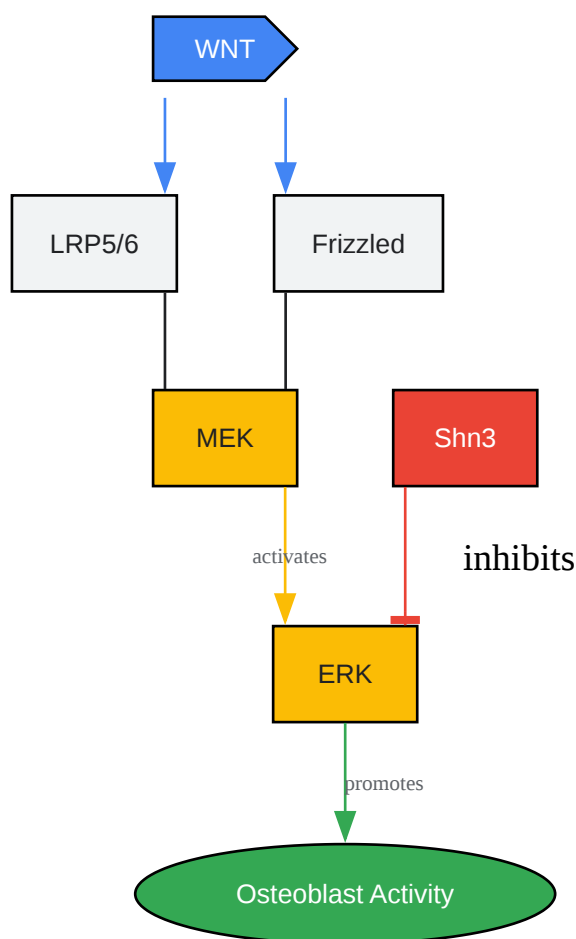 WNT
LRP5/6
Frizzled
MEK
Shn3
activates
inhibits
ERK
promotes
Osteoblast Activity